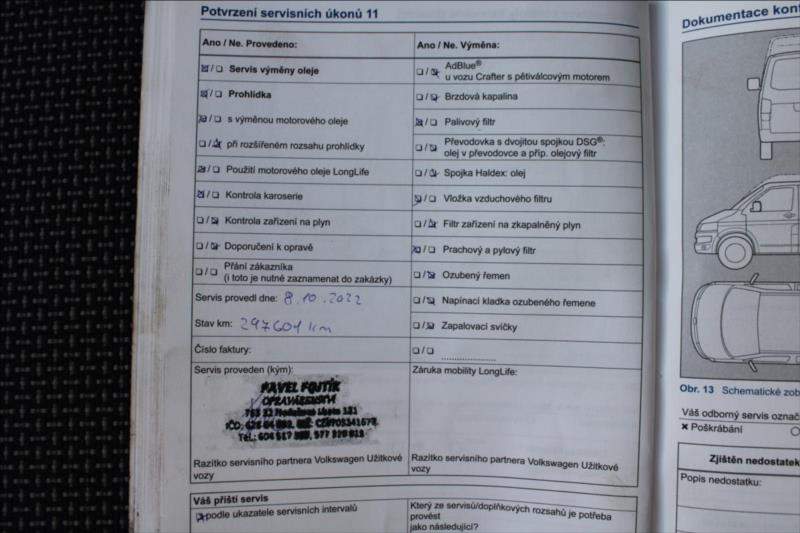 Potvrzení servisních úkonů 11
Ano / Ne. Provedeno:
Servis výměny oleje
Prohlídka
s výměnou motorového oleje
při rozšířeném rozsahu prohlídky
Použití motorového oleje LongLife
Kontrola karoserie
Kontrola zařízení na plyn
Doporučení k opravě
Přání zákazníka
(i toto je nutné zaznamenat do zakázky)
Servis provedl dne: 8.10.2022
Stav km: 297601 km
Číslo faktury:
Servis proveden (kým):
PAVEL FOJTÍK
OPRAVÁRENSTVÍ
Razítko servisního partnera Volkswagen Užitkové
vozy
Ano / Ne. Výměna:
AdBlue®
u vozu Crafter s pětiválcovým motorem
Brzdová kapalina
Palivový filtr
Převodovka s dvojitou spojkou DSG®:
olej v převodovce a příp. olejový filtr
Spojka Haldex: olej
Vložka vzduchového filtru
Filtr zařízení na zkapalněný plyn
Prachový a pylový filtr
Ozubený řemen
Napínací kladka ozubeného řemene
Zapalovací svíčky
Záruka mobility LongLife:
Razítko servisního partnera Volkswagen Užitkové
vozy
Váš příští servis
podle ukazatele servisních intervalů
Který ze servisů/doplňkových rozsahů je potřeba
provést
jako následující?
Dokumentace kont
Obr. 13 Schematické zob
Váš odborný servis označ
× Poškrábání
Zjištěn nedostatek
Popis nedostatku: